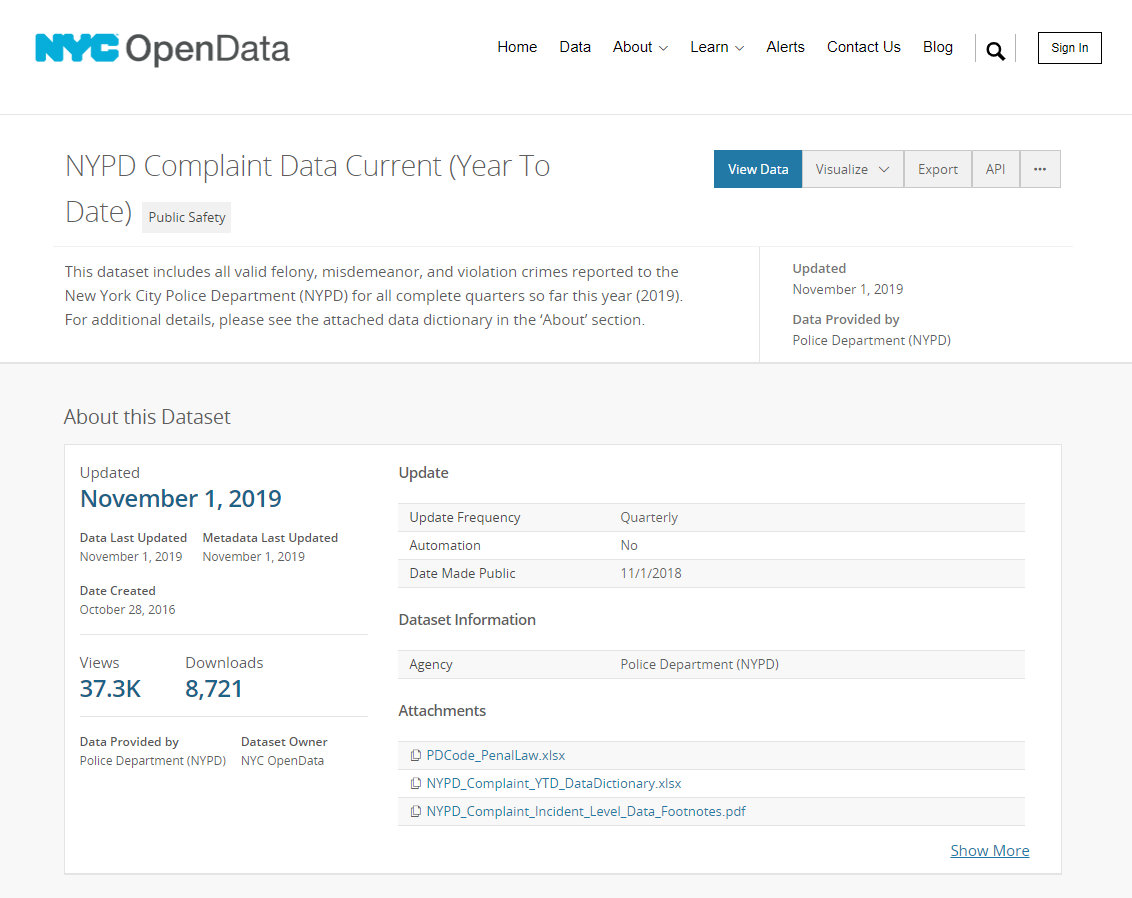 NYC OpenData
Home Data About Learn Alerts Contact Us Blog Sign In
NYPD Complaint Data Current (Year To
Date) Public Safety
View Data Visualize Export API ...
This dataset includes all valid felony, misdemeanor, and violation crimes reported to the
New York City Police Department (NYPD) for all complete quarters so far this year (2019).
For additional details, please see the attached data dictionary in the ‘About’ section.
Updated
November 1, 2019
Data Provided by
Police Department (NYPD)
About this Dataset
Updated
November 1, 2019
Data Last Updated Metadata Last Updated
November 1, 2019 November 1, 2019
Date Created
October 28, 2016
Views Downloads
37.3K 8,721
Data Provided by Dataset Owner
Police Department (NYPD) NYC OpenData
Update
Update Frequency Quarterly
Automation No
Date Made Public 11/1/2018
Dataset Information
Agency Police Department (NYPD)
Attachments
PDCode_PenalLaw.xlsx
NYPD_Complaint_YTD_DataDictionary.xlsx
NYPD_Complaint_Incident_Level_Data_Footnotes.pdf
Show More